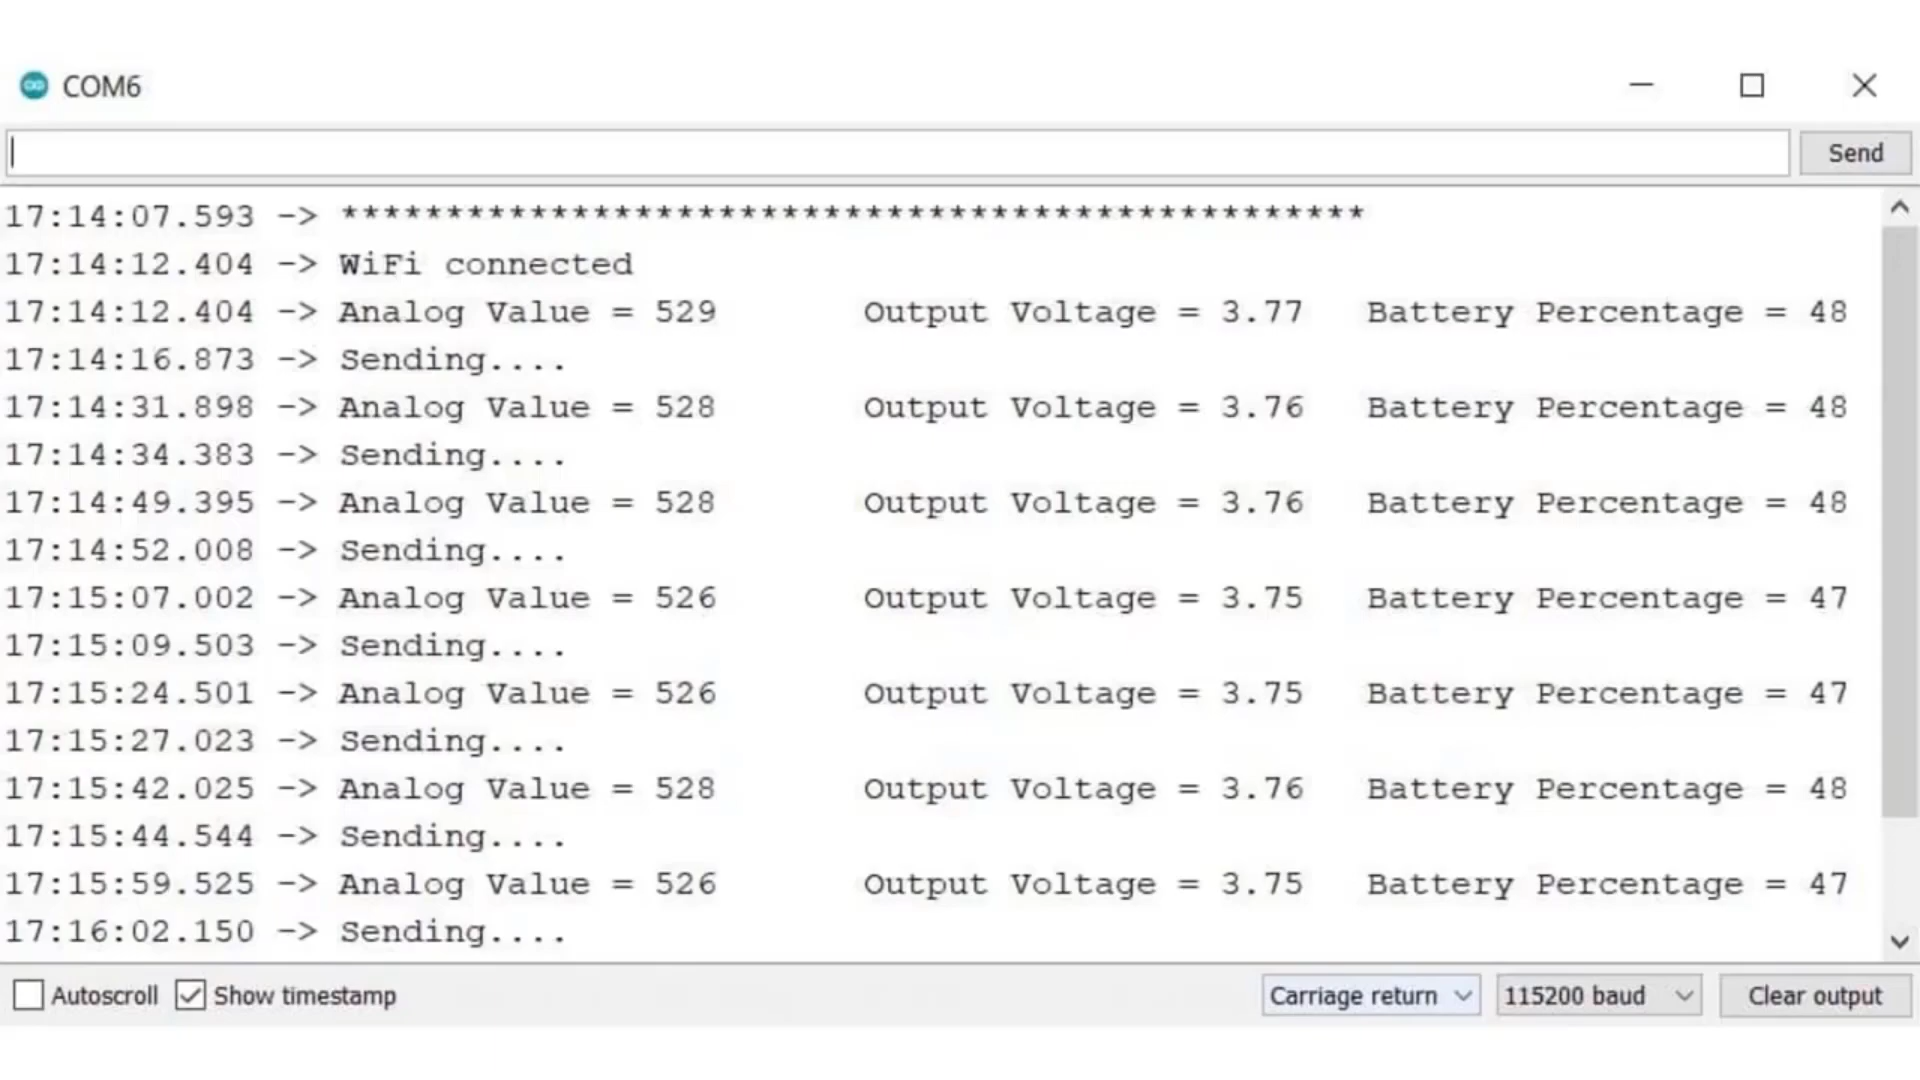 COM6
Send
17:14:07.593 -> *************************************************
17:14:12.404 -> WiFi connected
17:14:12.404 -> Analog Value = 529 Output Voltage = 3.77 Battery Percentage = 48
17:14:16.873 -> Sending....
17:14:31.898 -> Analog Value = 528 Output Voltage = 3.76 Battery Percentage = 48
17:14:34.383 -> Sending....
17:14:49.395 -> Analog Value = 528 Output Voltage = 3.76 Battery Percentage = 48
17:14:52.008 -> Sending....
17:15:07.002 -> Analog Value = 526 Output Voltage = 3.75 Battery Percentage = 47
17:15:09.503 -> Sending....
17:15:24.501 -> Analog Value = 526 Output Voltage = 3.75 Battery Percentage = 47
17:15:27.023 -> Sending....
17:15:42.025 -> Analog Value = 528 Output Voltage = 3.76 Battery Percentage = 48
17:15:44.544 -> Sending....
17:15:59.525 -> Analog Value = 526 Output Voltage = 3.75 Battery Percentage = 47
17:16:02.150 -> Sending....
Autoscroll Show timestamp Carriage return 115200 baud Clear output